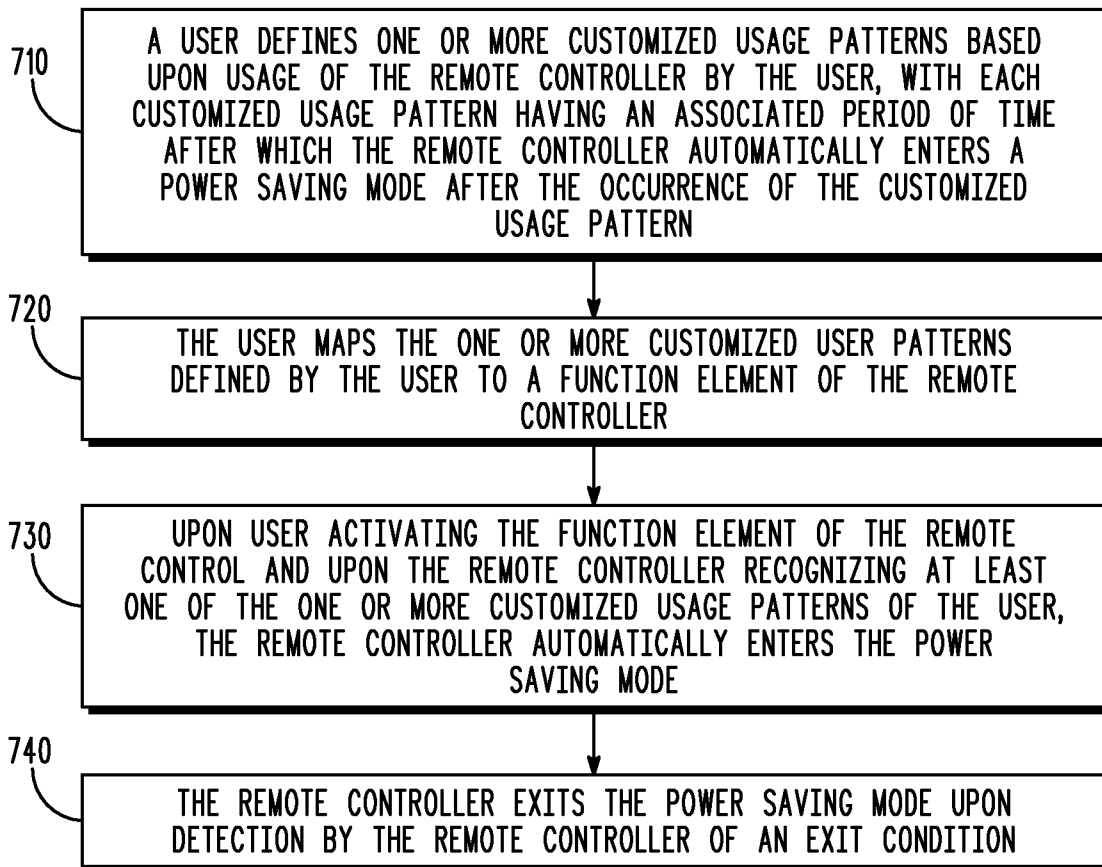 710
A USER DEFINES ONE OR MORE CUSTOMIZED USAGE PATTERNS BASED
UPON USAGE OF THE REMOTE CONTROLLER BY THE USER, WITH EACH
CUSTOMIZED USAGE PATTERN HAVING AN ASSOCIATED PERIOD OF TIME
AFTER WHICH THE REMOTE CONTROLLER AUTOMATICALLY ENTERS A
POWER SAVING MODE AFTER THE OCCURRENCE OF THE CUSTOMIZED
USAGE PATTERN
720
THE USER MAPS THE ONE OR MORE CUSTOMIZED USER PATTERNS
DEFINED BY THE USER TO A FUNCTION ELEMENT OF THE REMOTE
CONTROLLER
730
UPON USER ACTIVATING THE FUNCTION ELEMENT OF THE REMOTE
CONTROL AND UPON THE REMOTE CONTROLLER RECOGNIZING AT LEAST
ONE OF THE ONE OR MORE CUSTOMIZED USAGE PATTERNS OF THE USER,
THE REMOTE CONTROLLER AUTOMATICALLY ENTERS THE POWER
SAVING MODE
740
THE REMOTE CONTROLLER EXITS THE POWER SAVING MODE UPON
DETECTION BY THE REMOTE CONTROLLER OF AN EXIT CONDITION